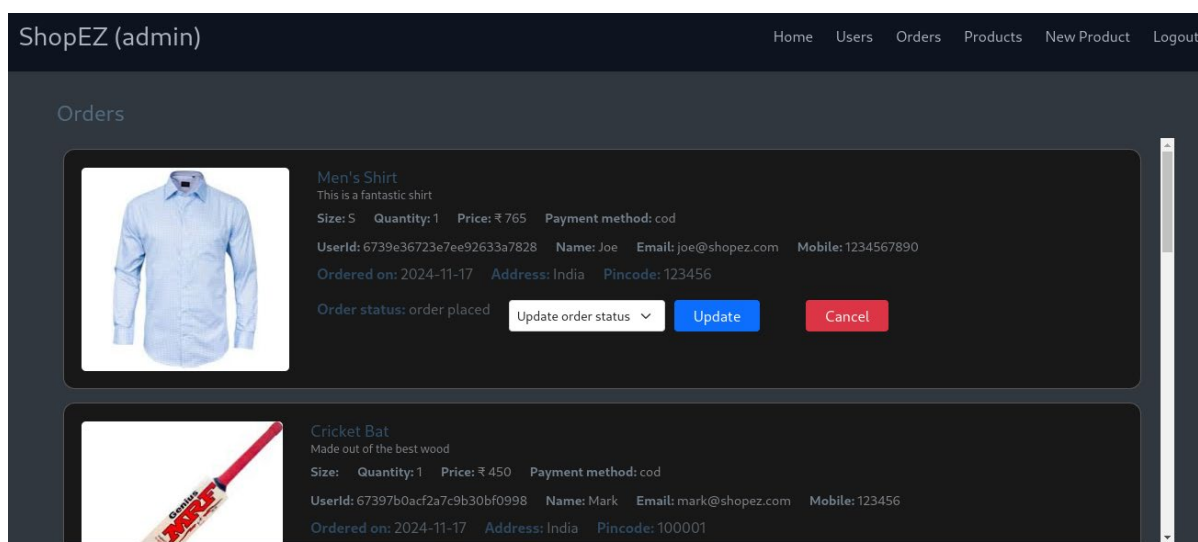 ShopEZ (admin)
Home Users Orders Products New Product Logout
Orders
Men's Shirt
This is a fantastic shirt
Size: S Quantity: 1 Price: ₹ 765 Payment method: cod
UserId: 6739e36723e7ee92633a7828 Name: Joe Email: joe@shopez.com Mobile: 1234567890
Ordered on: 2024-11-17 Address: India Pincode: 123456
Order status: order placed Update order status Update Cancel
Cricket Bat
Made out of the best wood
Size: Quantity: 1 Price: ₹ 450 Payment method: cod
UserId: 67397b0acf2a7c9b30bf0998 Name: Mark Email: mark@shopez.com Mobile: 123456
Ordered on: 2024-11-17 Address: India Pincode: 100001
Genius
MRF